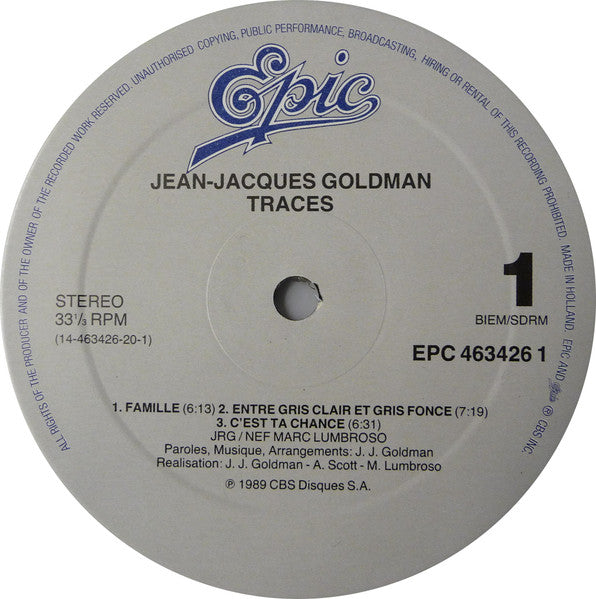 ALL RIGHTS OF THE PRODUCER AND OF THE OWNER OF THE RECORDED WORK RESERVED. UNAUTHORISED COPYING, PUBLIC PERFORMANCE, BROADCASTING, HIRING OR RENTAL OF THIS RECORDING PROHIBITED. MADE IN HOLLAND. EPIC AND Epic ® CBS INC.
Epic
JEAN-JACQUES GOLDMAN
TRACES
STEREO
33⅓ RPM
(14-463426-20-1)
1
BIEM/SDRM
EPC 463426 1
1. FAMILLE (6:13) 2. ENTRE GRIS CLAIR ET GRIS FONCE (7:19)
3. C'EST TA CHANCE (6:31)
JRG / NEF MARC LUMBROSO
Paroles, Musique, Arrangements: J. J. Goldman
Realisation: J. J. Goldman - A. Scott - M. Lumbroso
℗ 1989 CBS Disques S.A.